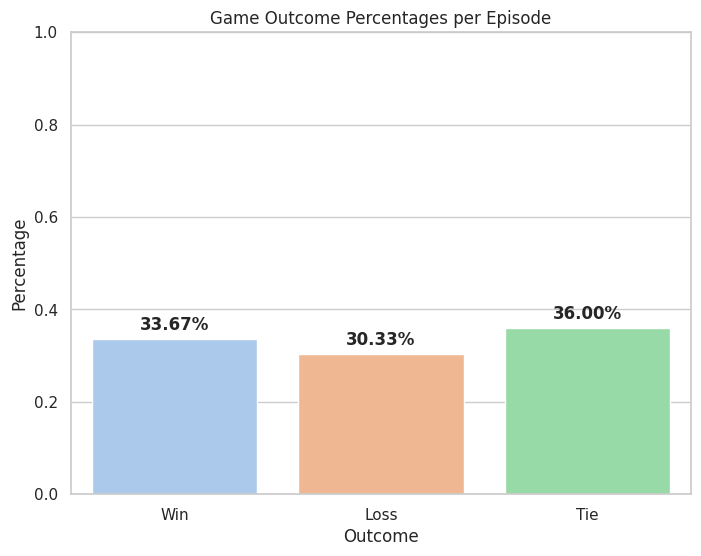 Game Outcome Percentages per Episode
Percentage
1.0
0.8
0.6
0.4
0.2
0.0
33.67%
30.33%
36.00%
Win
Loss
Tie
Outcome